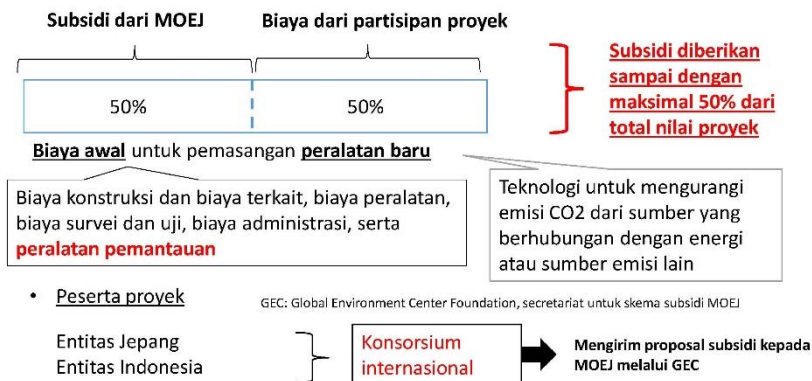 Subsidi dari MOEJ
Biaya dari partisipan proyek
50%
50%
Subsidi diberikan
sampai dengan
maksimal 50% dari
total nilai proyek
Biaya awal untuk pemasangan peralatan baru
Biaya konstruksi dan biaya terkait, biaya peralatan,
biaya survei dan uji, biaya administrasi, serta
peralatan pemantauan
Teknologi untuk mengurangi
emisi CO2 dari sumber yang
berhubungan dengan energi
atau sumber emisi lain
• Peserta proyek
GEC: Global Environment Center Foundation, secretariat untuk skema subsidi MOEJ
Entitas Jepang
Entitas Indonesia
Konsorsium
internasional
Mengirim proposal subsidi kepada
MOEJ melalui GEC